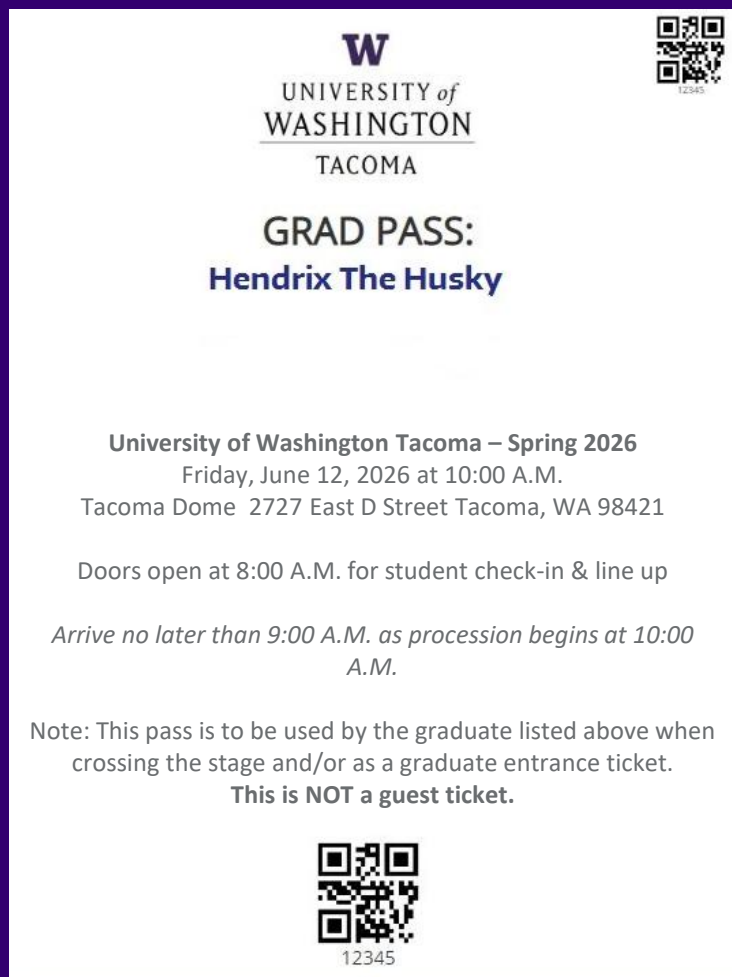 12345
W
UNIVERSITY of
WASHINGTON
TACOMA
GRAD PASS:
Hendrix The Husky
University of Washington Tacoma – Spring 2026
Friday, June 12, 2026 at 10:00 A.M.
Tacoma Dome 2727 East D Street Tacoma, WA 98421
Doors open at 8:00 A.M. for student check-in & line up
Arrive no later than 9:00 A.M. as procession begins at 10:00
A.M.
Note: This pass is to be used by the graduate listed above when
crossing the stage and/or as a graduate entrance ticket.
This is NOT a guest ticket.
12345